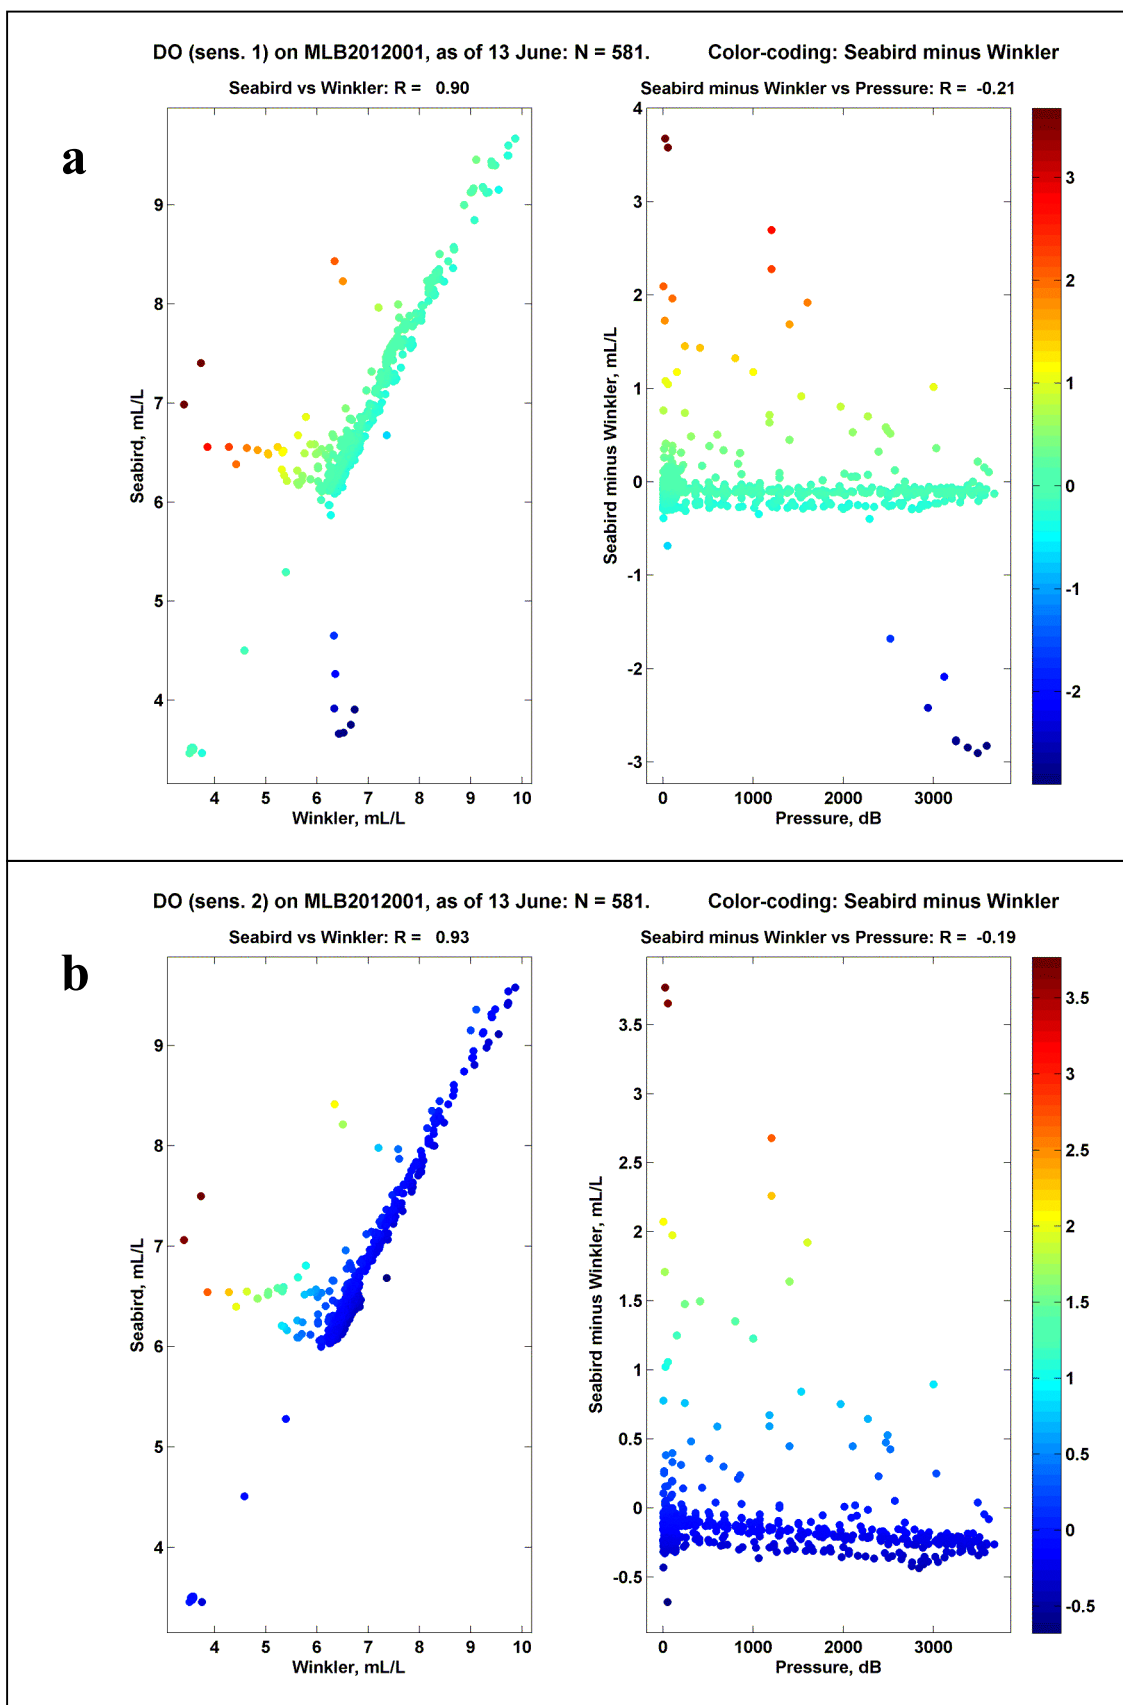 DO (sens. 1) on MLB2012001, as of 13 June: N = 581. Color-coding: Seabird minus Winkler
Seabird vs Winkler: R = 0.90
Seabird minus Winkler vs Pressure: R = -0.21
a
Seabird, mL/L
9
8
7
6
5
4
4 5 6 7 8 9 10
Winkler, mL/L
Seabird minus Winkler, mL/L
4
3
2
1
0
-1
-2
-3
0 1000 2000 3000
Pressure, dB
3
2
1
0
-1
-2
DO (sens. 2) on MLB2012001, as of 13 June: N = 581. Color-coding: Seabird minus Winkler
Seabird vs Winkler: R = 0.93
Seabird minus Winkler vs Pressure: R = -0.19
b
Seabird, mL/L
9
8
7
6
5
4
4 5 6 7 8 9 10
Winkler, mL/L
Seabird minus Winkler, mL/L
3.5
3
2.5
2
1.5
1
0.5
0
-0.5
0 1000 2000 3000
Pressure, dB
3.5
3
2.5
2
1.5
1
0.5
0
-0.5